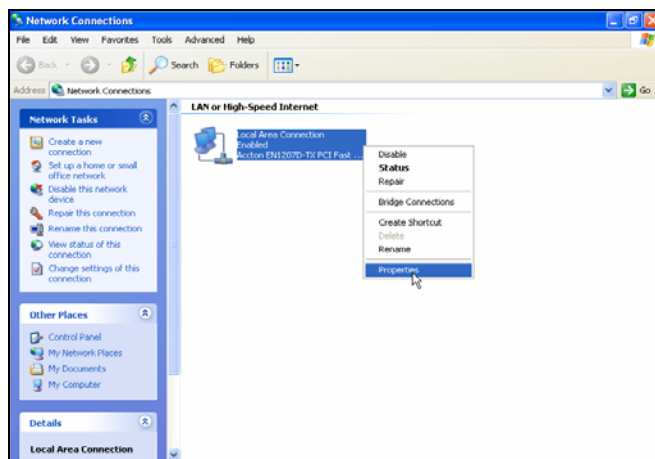 Network Connections
File Edit View Favorites Tools Advanced Help
Back Search Folders
Address Network Connections Go
Network Tasks
Create a new
connection
Set up a home or small
office network
Disable this network
device
Repair this connection
Rename this connection
View status of this
connection
Change settings of this
connection
Other Places
Control Panel
My Network Places
My Documents
My Computer
Details
Local Area Connection
LAN or High-Speed Internet
Local Area Connection
Enabled
Accton EN1207D-TX PCI Fast ...
Disable
Status
Repair
Bridge Connections
Create Shortcut
Delete
Rename
Properties